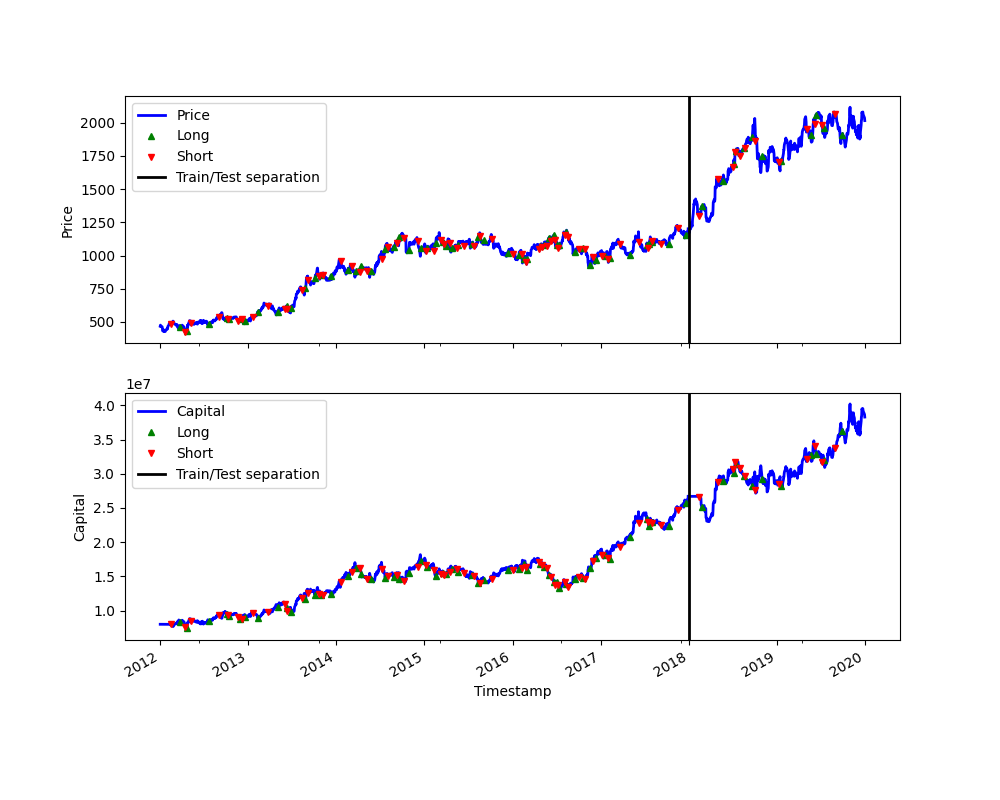 Price
Long
Short
Train/Test separation
2000
1750
1500
1250
1000
750
500
Price
1e7
Capital
Long
Short
Train/Test separation
4.0
3.5
3.0
2.5
2.0
1.5
1.0
Capital
2012 2013 2014 2015 2016 2017 2018 2019 2020
Timestamp